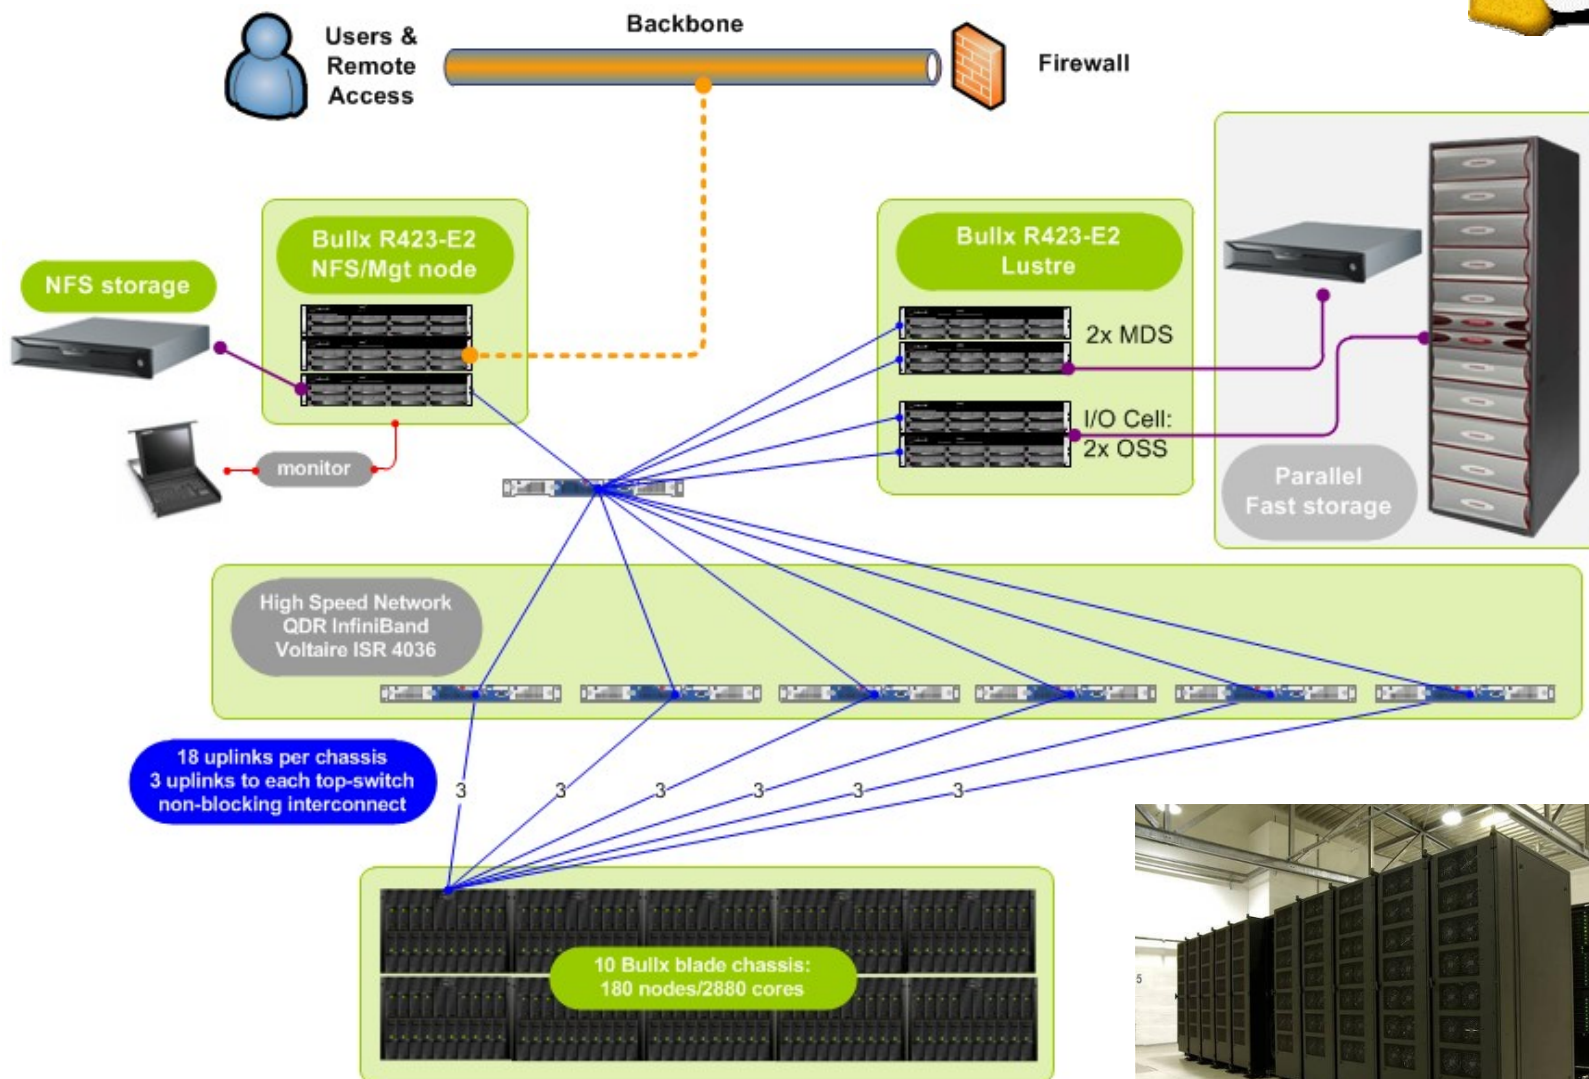 Users &
Remote
Access
Backbone
Firewall
Bullx R423-E2
NFS/Mgt node
Bullx R423-E2
Lustre
NFS storage
2x MDS
I/O Cell:
2x OSS
monitor
Parallel
Fast storage
High Speed Network
QDR InfiniBand
Voltaire ISR 4036
18 uplinks per chassis
3 uplinks to each top-switch
non-blocking interconnect
3
3
3
3
3
3
10 Bullx blade chassis:
180 nodes/2880 cores
5